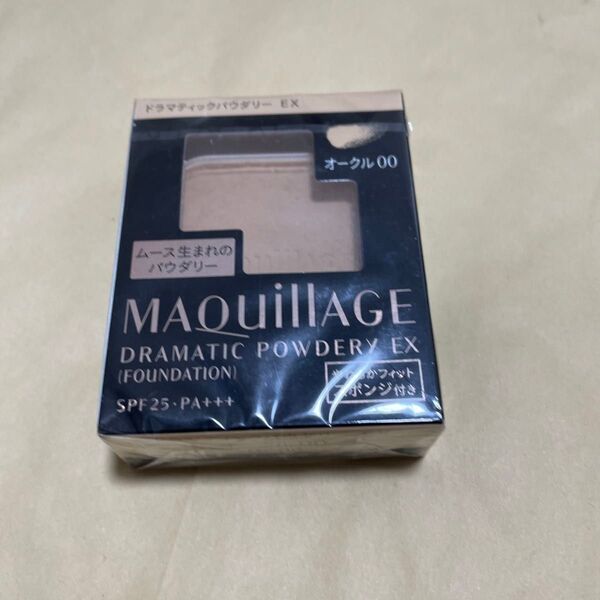 ドラマティックパウダリー EX
オークル00
ムース生まれの
パウダリー
MAQuillAGE
DRAMATIC POWDERY EX
(FOUNDATION)
フィット
スポンジ付き
SPF25・PA+++